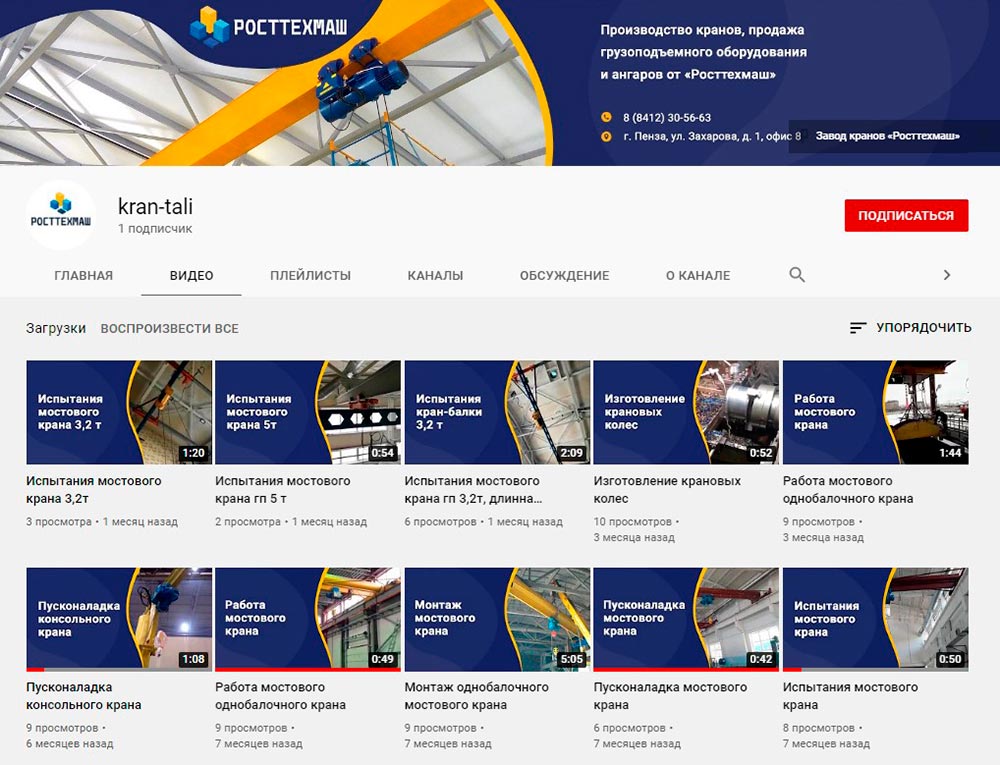 РОСТТЕХМАШ
Производство кранов, продажа
грузоподъемного оборудования
и ангаров от «Росттехмаш»
8 (8412) 30-56-63
г. Пенза, ул. Захарова, д. 1, офис 8
Завод кранов «Росттехмаш»
РОСТТЕХМАШ
kran-tali
1 подписчик
ПОДПИСАТЬСЯ
ГЛАВНАЯ ВИДЕО ПЛЕЙЛИСТЫ КАНАЛЫ ОБСУЖДЕНИЕ О КАНАЛЕ
Загрузки ВОСПРОИЗВЕСТИ ВСЕ УПОРЯДОЧИТЬ
Испытания
мостового
крана 3,2 т
1:20
Испытания мостового
крана 3,2т
3 просмотра • 1 месяц назад
Испытания
мостового
крана 5т
0:54
Испытания мостового
крана гп 5 т
2 просмотра • 1 месяц назад
Испытания
кран-балки
3,2 т
2:09
Испытания мостового
крана гп 3,2т, длинна...
6 просмотров • 1 месяц назад
Изготовление
крановых
колес
0:52
Изготовление крановых
колес
10 просмотров •
3 месяца назад
Работа
мостового
крана
1:44
Работа мостового
однобалочного крана
9 просмотров •
3 месяца назад
Пусконаладка
консольного
крана
1:08
Пусконаладка
консольного крана
9 просмотров •
6 месяцев назад
Работа
мостового
крана
0:49
Работа мостового
однобалочного крана
9 просмотров •
7 месяцев назад
Монтаж
мостового
крана
5:05
Монтаж однобалочного
мостового крана
9 просмотров •
7 месяцев назад
Пусконаладка
мостового
крана
0:42
Пусконаладка мостового
крана
6 просмотров •
7 месяцев назад
Испытания
мостового
крана
0:50
Испытания мостового
крана
8 просмотров •
7 месяцев назад